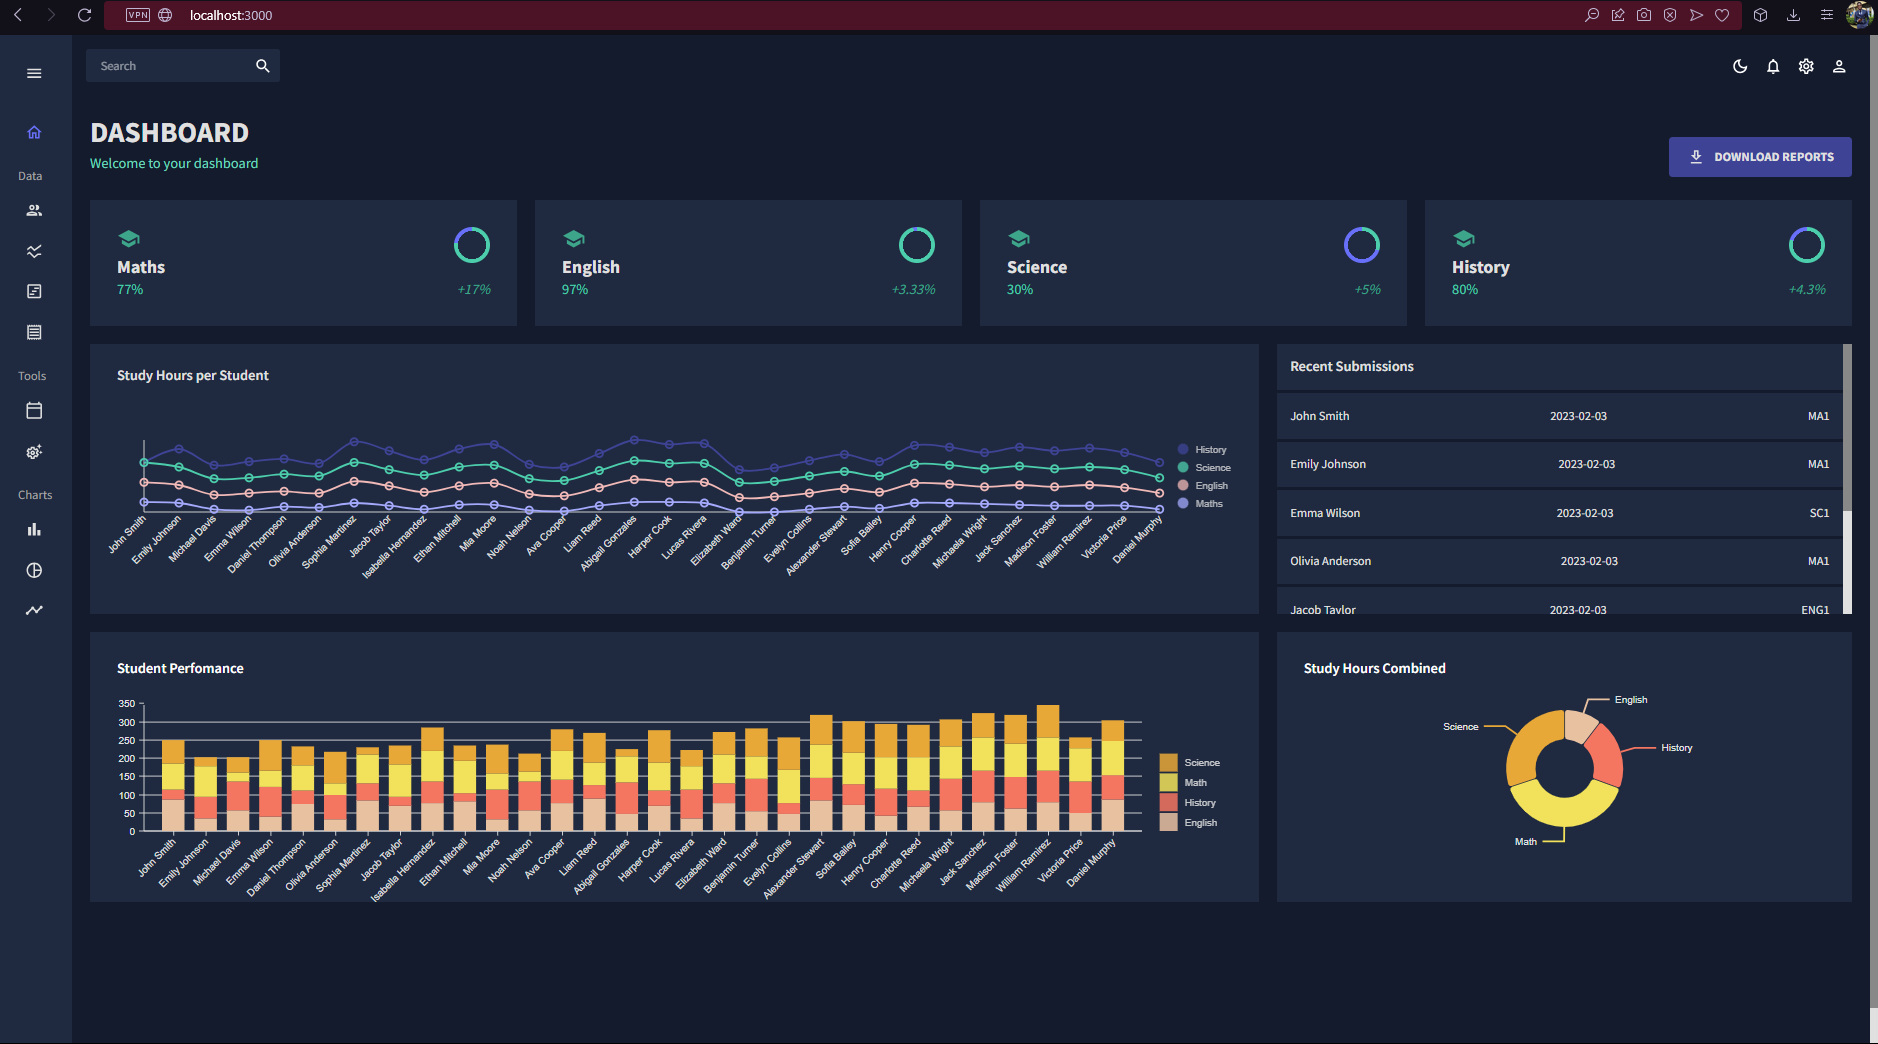 VPN localhost:3000
Search
DASHBOARD
Welcome to your dashboard
DOWNLOAD REPORTS
Data
Tools
Charts
Maths
77% +17%
English
97% +3.33%
Science
30% +5%
History
80% +4.3%
Study Hours per Student
History
Science
English
Maths
John Smith
Emily Johnson
Michael Davis
Emma Wilson
Daniel Thompson
Olivia Anderson
Sophia Martinez
Jacob Taylor
Isabella Hernandez
Ethan Mitchell
Mia Moore
Noah Nelson
Ava Cooper
Liam Reed
Abigail Gonzales
Harper Cook
Lucas Rivera
Elizabeth Ward
Benjamin Turner
Evelyn Collins
Alexander Stewart
Sofia Bailey
Henry Cooper
Charlotte Reed
Michaela Wright
Jack Sanchez
Madison Foster
William Ramirez
Victoria Price
Daniel Murphy
Recent Submissions
John Smith 2023-02-03 MA1
Emily Johnson 2023-02-03 MA1
Emma Wilson 2023-02-03 SC1
Olivia Anderson 2023-02-03 MA1
Jacob Taylor 2023-02-03 ENG1
Student Perfomance
350
300
250
200
150
100
50
0
Science
Math
History
English
John Smith
Emily Johnson
Michael Davis
Emma Wilson
Daniel Thompson
Olivia Anderson
Sophia Martinez
Jacob Taylor
Isabella Hernandez
Ethan Mitchell
Mia Moore
Noah Nelson
Ava Cooper
Liam Reed
Abigail Gonzales
Harper Cook
Lucas Rivera
Elizabeth Ward
Benjamin Turner
Evelyn Collins
Alexander Stewart
Sofia Bailey
Henry Cooper
Charlotte Reed
Michaela Wright
Jack Sanchez
Madison Foster
William Ramirez
Victoria Price
Daniel Murphy
Study Hours Combined
English
Science
History
Math